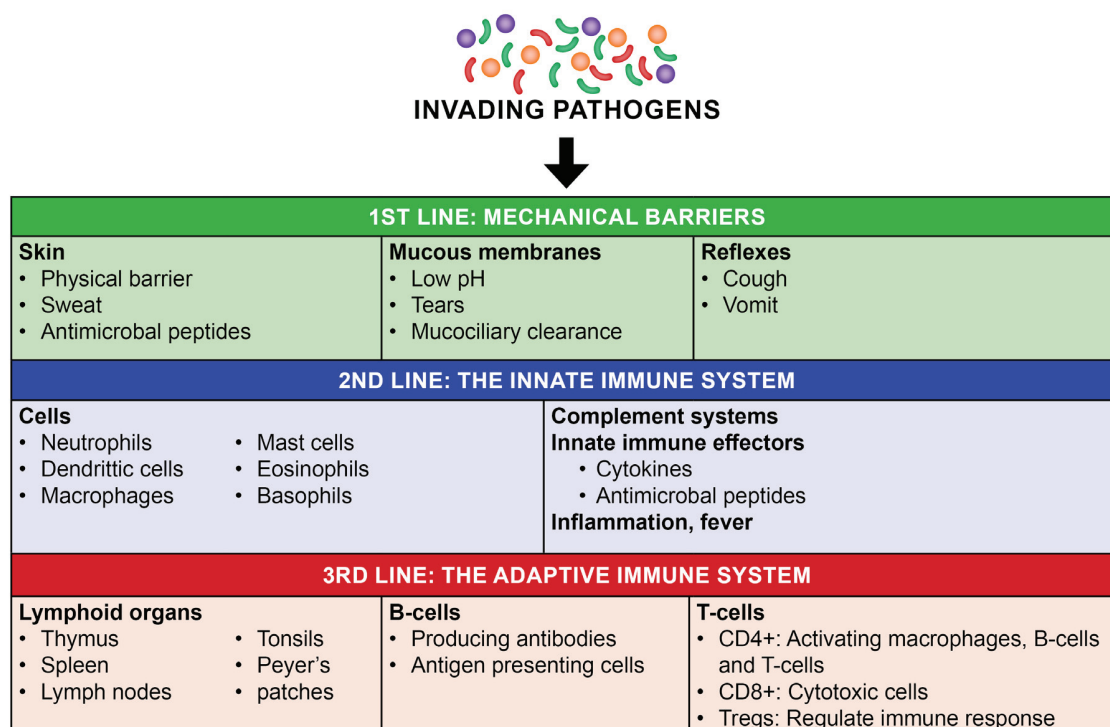 INVADING PATHOGENS
1ST LINE: MECHANICAL BARRIERS
Skin
• Physical barrier
• Sweat
• Antimicrobial peptides
Mucous membranes
• Low pH
• Tears
• Mucociliary clearance
Reflexes
• Cough
• Vomit
2ND LINE: THE INNATE IMMUNE SYSTEM
Cells
• Neutrophils
• Dendrittic cells
• Macrophages
• Mast cells
• Eosinophils
• Basophils
Complement systems
Innate immune effectors
• Cytokines
• Antimicrobial peptides
Inflammation, fever
3RD LINE: THE ADAPTIVE IMMUNE SYSTEM
Lymphoid organs
• Thymus
• Spleen
• Lymph nodes
• Tonsils
• Peyer's
• patches
B-cells
• Producing antibodies
• Antigen presenting cells
T-cells
• CD4+: Activating macrophages, B-cells
and T-cells
• CD8+: Cytotoxic cells
• Tregs: Regulate immune response